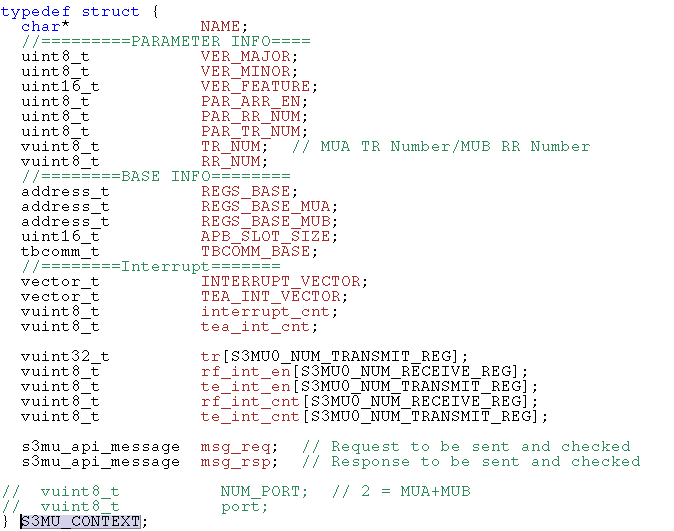 typedef struct {
char* NAME;
//=========PARAMETER INFO====
uint8_t VER_MAJOR;
uint8_t VER_MINOR;
uint16_t VER_FEATURE;
uint8_t PAR_ARR_EN;
uint8_t PAR_RR_NUM;
uint8_t PAR_TR_NUM;
vuint8_t TR_NUM; // MUA TR Number/MUB RR Number
vuint8_t RR_NUM;
//========BASE INFO========
address_t REGS_BASE;
address_t REGS_BASE_MUA;
address_t REGS_BASE_MUB;
uint16_t APB_SLOT_SIZE;
tbcomm_t TBCOMM_BASE;
//========Interrupt=======
vector_t INTERRUPT_VECTOR;
vector_t TEA_INT_VECTOR;
vuint8_t interrupt_cnt;
vuint8_t tea_int_cnt;
vuint32_t tr[S3MU0_NUM_TRANSMIT_REG];
vuint8_t rf_int_en[S3MU0_NUM_RECEIVE_REG];
vuint8_t te_int_en[S3MU0_NUM_TRANSMIT_REG];
vuint8_t rf_int_cnt[S3MU0_NUM_RECEIVE_REG];
vuint8_t te_int_cnt[S3MU0_NUM_TRANSMIT_REG];
s3mu_api_message msg_req; // Request to be sent and checked
s3mu_api_message msg_rsp; // Response to be sent and checked
// vuint8_t NUM_PORT; // 2 = MUA+MUB
// vuint8_t port;
} S3MU_CONTEXT;